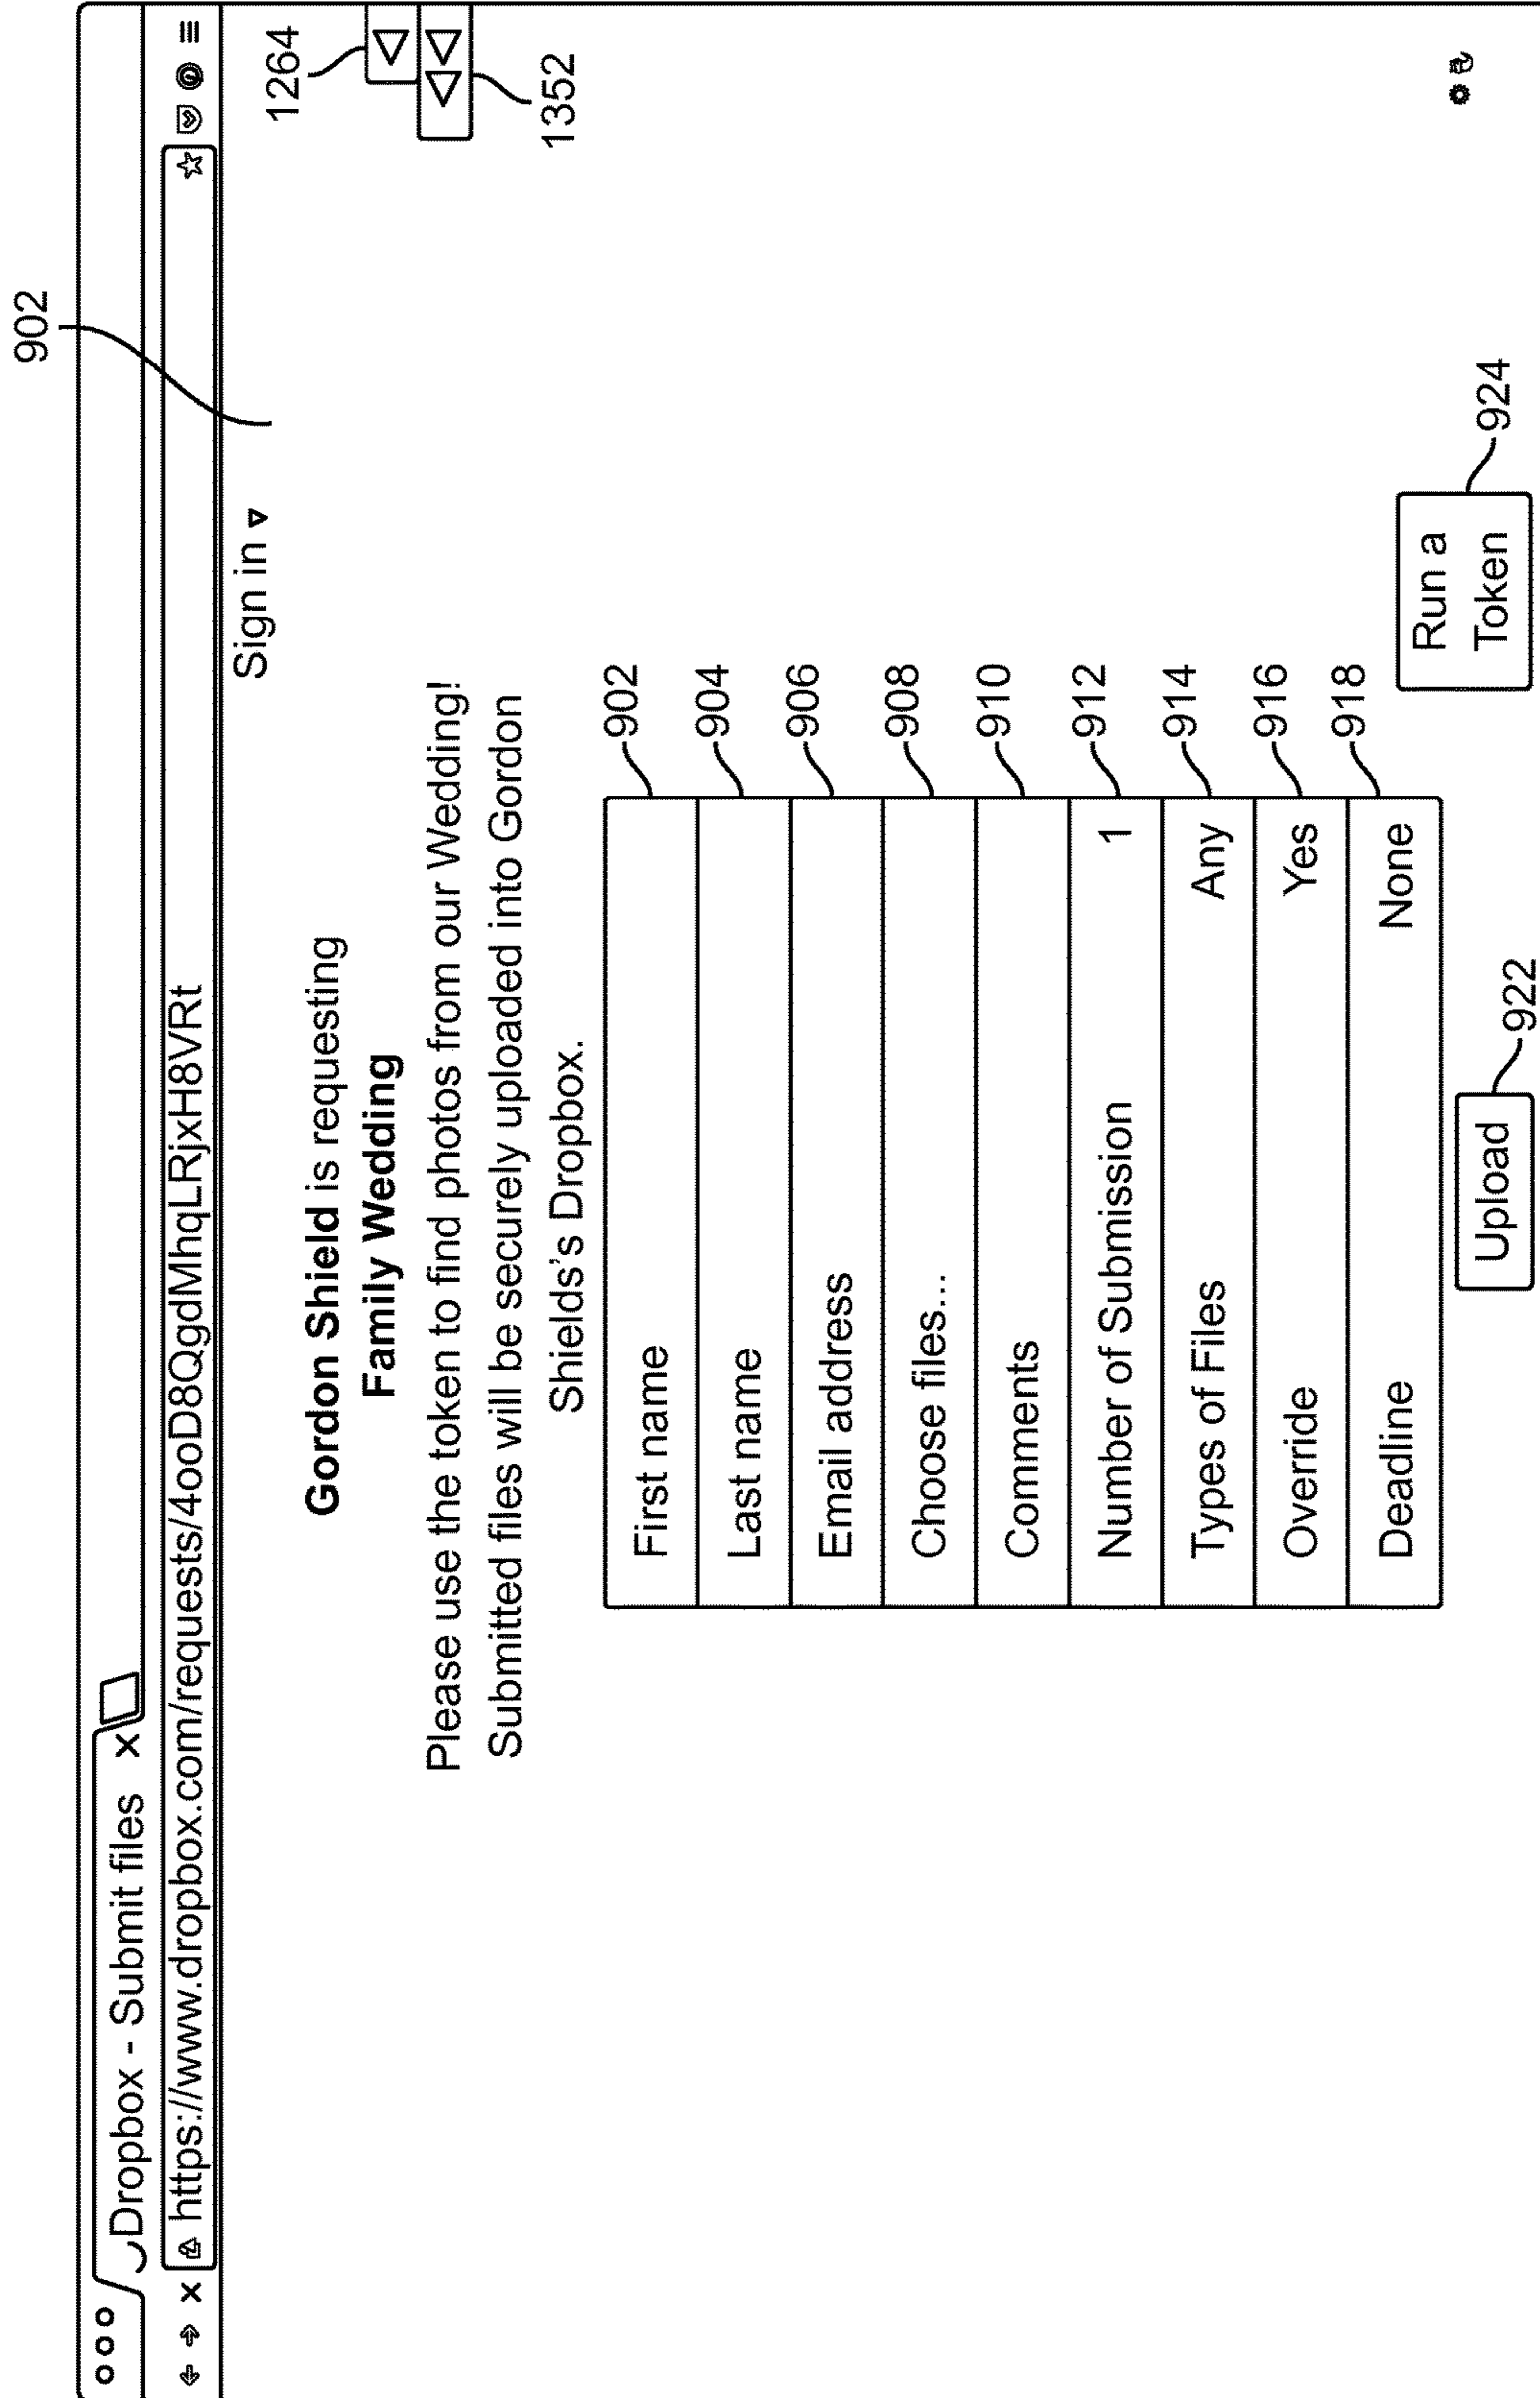 902
Dropbox - Submit files x
https://www.dropbox.com/requests/4ooD8QgdMhqLRjxH8VRt
Sign in
1264
1352
Gordon Shield is requesting
Family Wedding
Please use the token to find photos from our Wedding!
Submitted files will be securely uploaded into Gordon
Shields's Dropbox.
First name 902
Last name 904
Email address 906
Choose files... 908
Comments 910
Number of Submission 1 912
Types of Files Any 914
Override Yes 916
Deadline None 918
Upload 922
Run a
Token 924